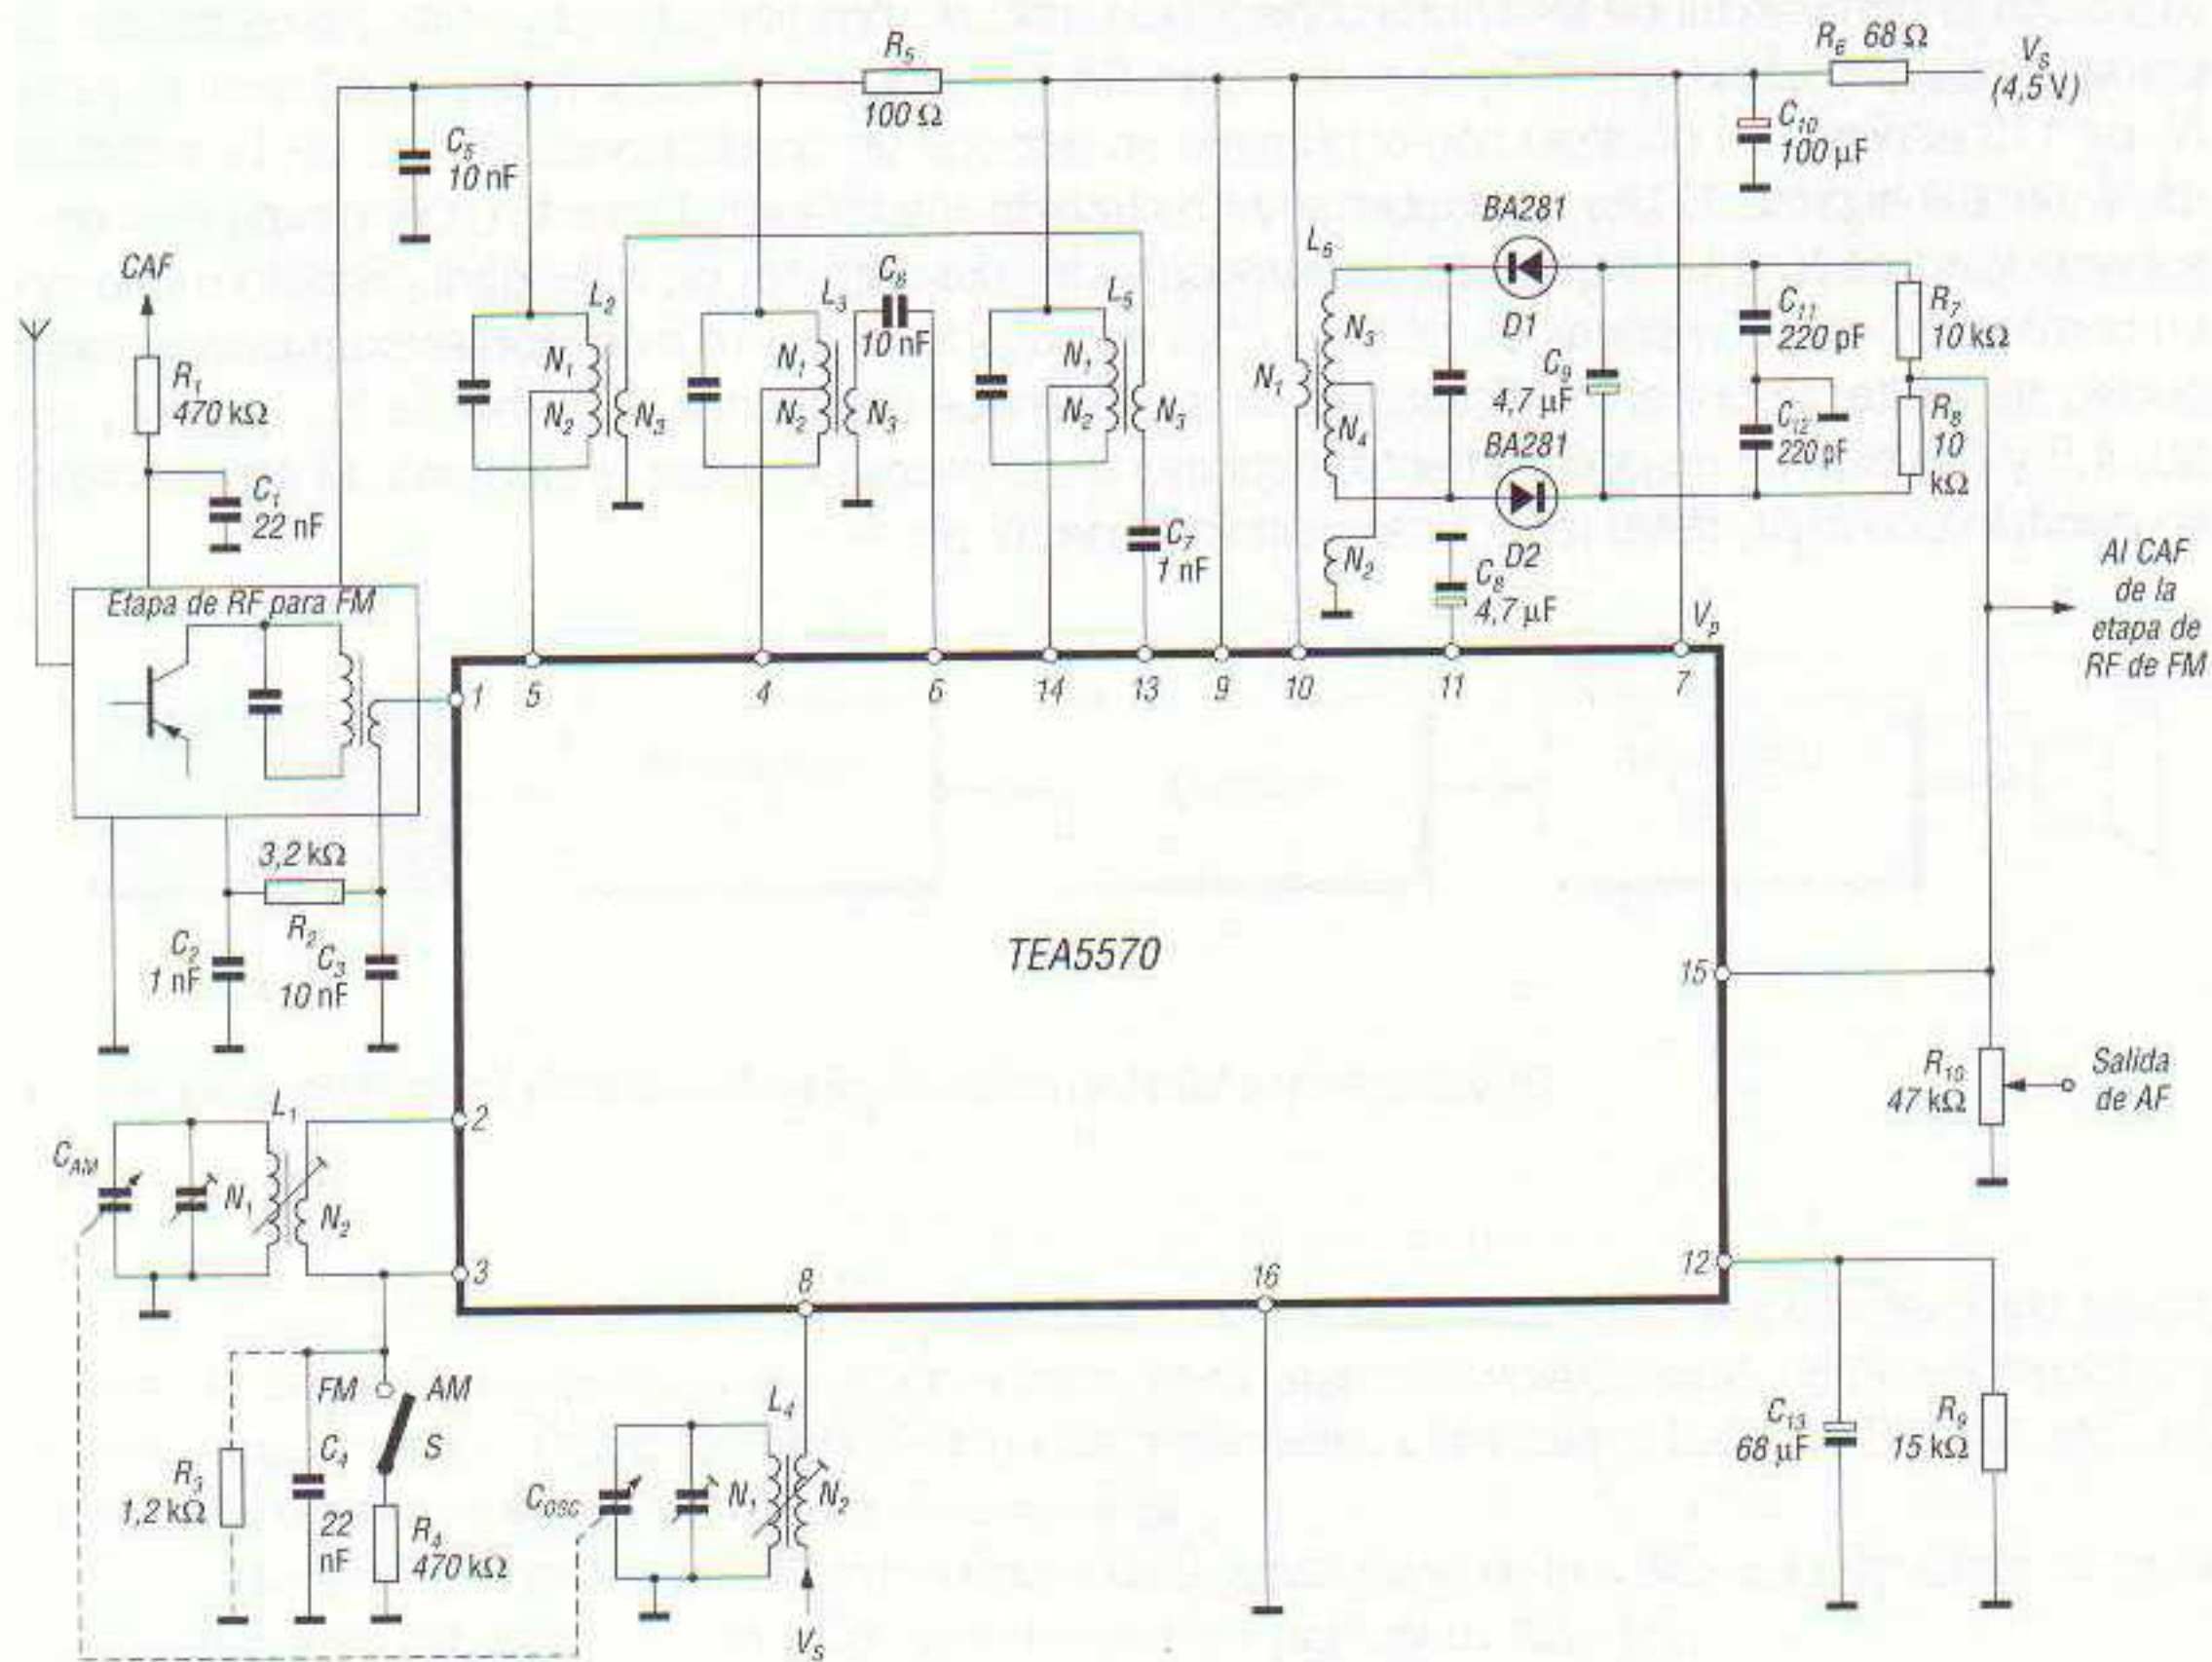 R₅
100 Ω
R₆ 68 Ω
V_S
(4,5 V)
C₅
10 nF
C₁₀
100 µF
CAF
R₁
470 kΩ
C₁
22 nF
L₂
N₁
N₂
N₃
L₃
N₁
N₂
N₃
C₆
10 nF
L₅
N₁
N₂
N₃
C₇
1 nF
L₆
N₁
N₃
N₄
N₂
BA281
D1
C₉
4,7 µF
BA281
D2
C₈
4,7 µF
C₁₁
220 pF
C₁₂
220 pF
R₇
10 kΩ
R₈
10
kΩ
Al CAF
de la
etapa de
RF de FM
Etapa de RF para FM
V_P
1
5
4
6
14
13
9
10
11
7
3,2 kΩ
R₂
C₂
1 nF
C₃
10 nF
TEA5570
15
R₁₀
47 kΩ
Salida
de AF
L₁
C_AM
N₁
N₂
2
3
8
16
12
FM
AM
S
R₃
1,2 kΩ
C₄
22
nF
R₄
470 kΩ
C_OSC
L₄
N₁
N₂
V_S
C₁₃
68 µF
R₉
15 kΩ